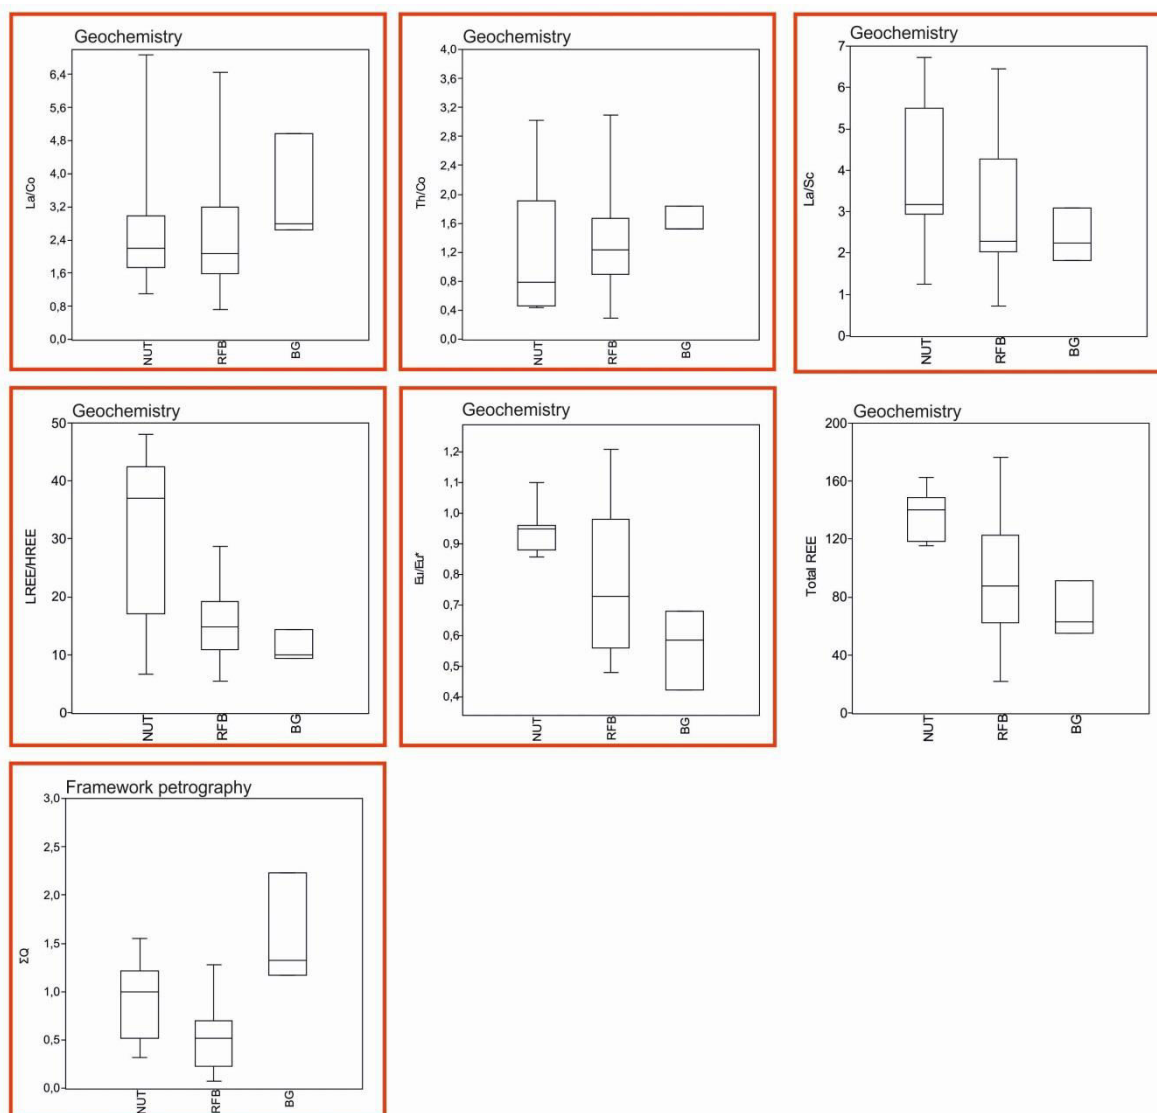 Geochemistry
La/Co
6,4
5,6
4,8
4,0
3,2
2,4
1,6
0,8
0,0
NUT
RFB
BG
Geochemistry
Th/Co
4,0
3,6
3,2
2,8
2,4
2,0
1,6
1,2
0,8
0,4
0,0
NUT
RFB
BG
Geochemistry
La/Sc
7
6
5
4
3
2
1
0
NUT
RFB
BG
Geochemistry
LREE/HREE
50
40
30
20
10
0
NUT
RFB
BG
Geochemistry
Eu/Eu*
1,2
1,1
1,0
0,9
0,8
0,7
0,6
0,5
0,4
NUT
RFB
BG
Geochemistry
Total REE
200
160
120
80
40
0
NUT
RFB
BG
Framework petrography
ΣQ
3,0
2,5
2,0
1,5
1,0
0,5
0,0
NUT
RFB
BG